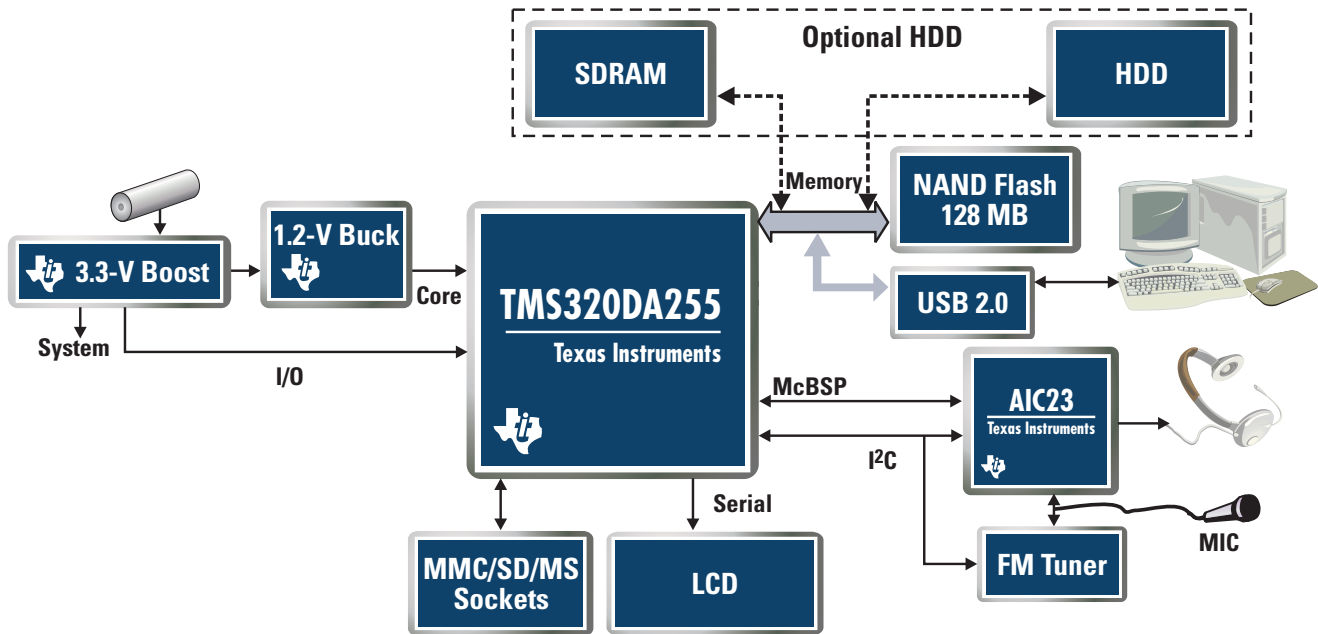 Optional HDD
SDRAM
HDD
Memory
NAND Flash
128 MB
1.2-V Buck
3.3-V Boost
Core
TMS320DA255
Texas Instruments
USB 2.0
System
I/O
McBSP
AIC23
Texas Instruments
I²C
Serial
MIC
MMC/SD/MS
Sockets
LCD
FM Tuner